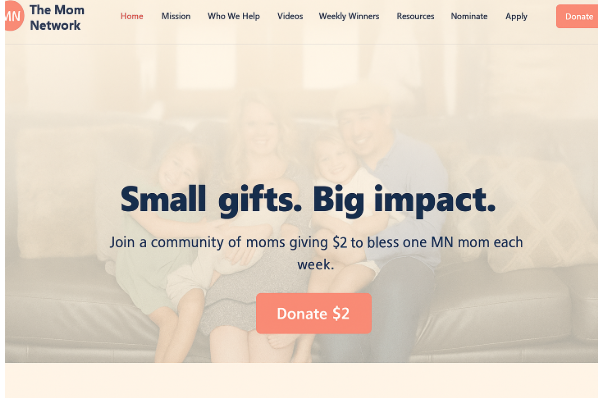 MN
The Mom
Network
Home Mission Who We Help Videos Weekly Winners Resources Nominate Apply Donate
Small gifts. Big impact.
Join a community of moms giving $2 to bless one MN mom each
week.
Donate $2